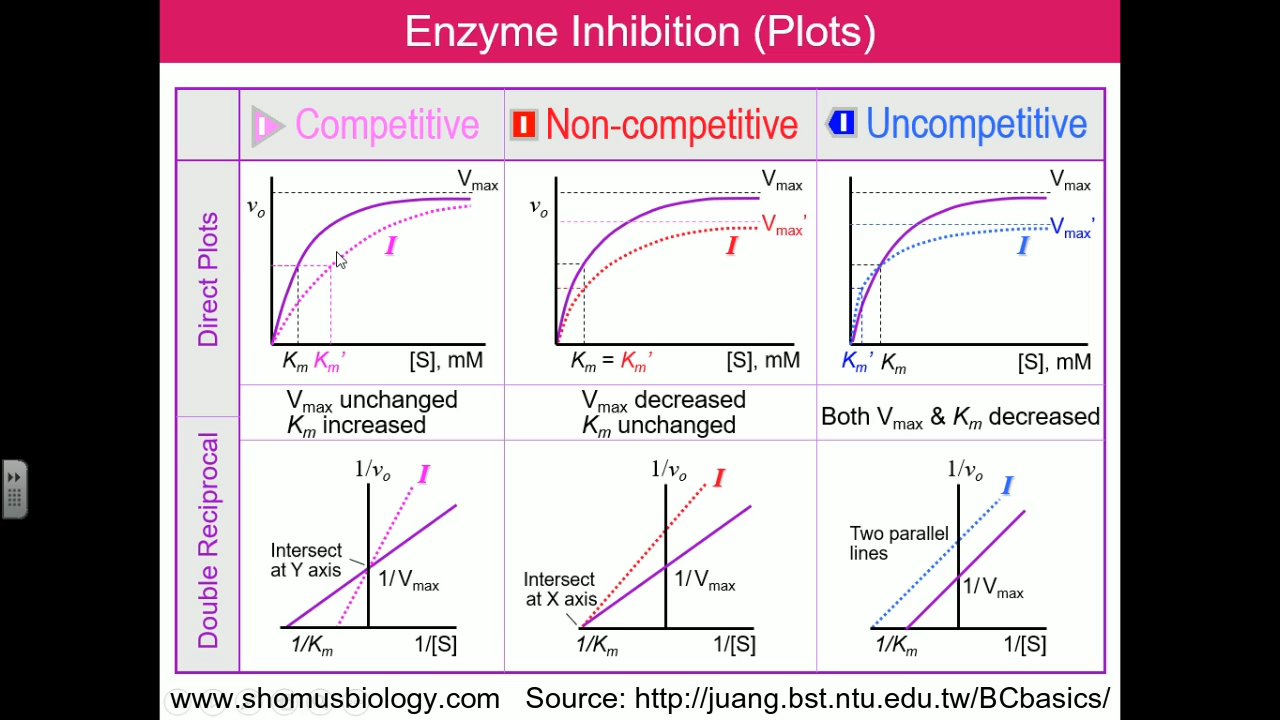 Enzyme Inhibition (Plots)
I Competitive
I Non-competitive
I Uncompetitive
Direct Plots
vo
Vmax
I
Km Km’ [S], mM
vo
Vmax
Vmax’
I
Km = Km’ [S], mM
Vmax
Vmax’
I
Km’ Km [S], mM
Vmax unchanged
Km increased
Vmax decreased
Km unchanged
Both Vmax & Km decreased
Double Reciprocal
1/vo
I
Intersect
at Y axis
1/Vmax
1/Km 1/[S]
1/vo
I
Intersect
at X axis
1/Vmax
1/Km 1/[S]
1/vo
I
Two parallel
lines
1/Vmax
1/Km 1/[S]
www.shomusbiology.com Source: http://juang.bst.ntu.edu.tw/BCbasics/